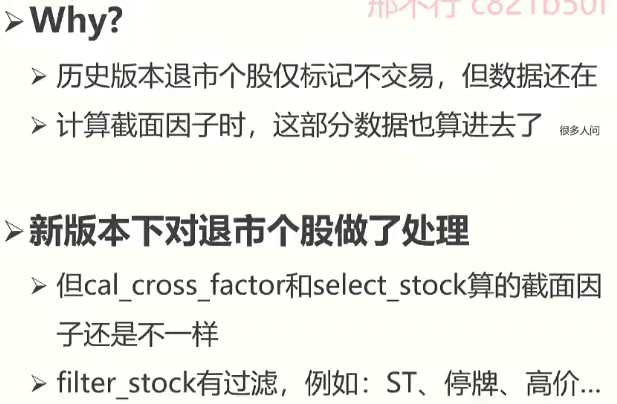 邢不行 c821b50f
Why?
历史版本退市个股仅标记不交易，但数据还在
计算截面因子时，这部分数据也算进去了 很多人问
新版本下对退市个股做了处理
但cal_cross_factor和select_stock算的截面因
子还是不一样
filter_stock有过滤，例如：ST、停牌、高价...